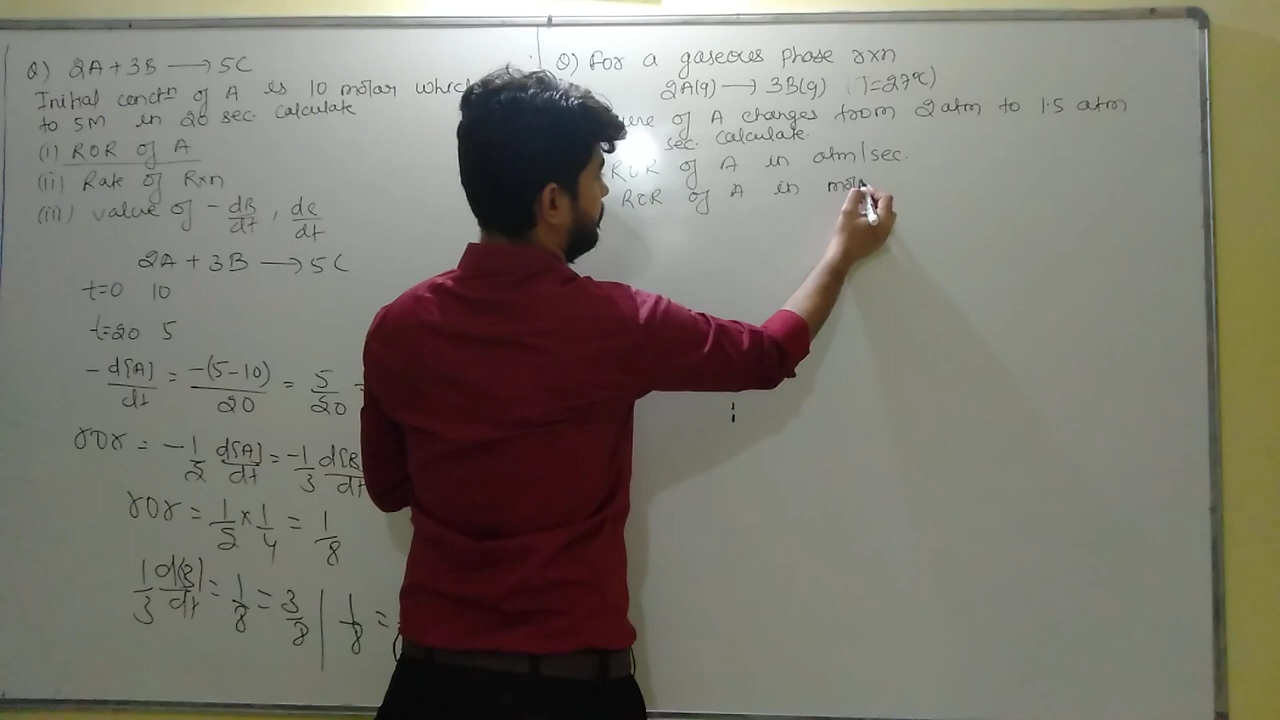 Q) 2A + 3B → 5C
Initial conctn of A is 10 molar which
to 5M in 20 sec. calculate
(i) ROR of A
(ii) Rate of Rxn
(iii) value of - dB/dt , dC/dt
2A + 3B → 5C
t=0 10
t=20 5
- d[A]/dt = -(5-10)/20 = 5/20
ror = -1/2 d[A]/dt = -1/3 d[B/dt
ror = 1/2 × 1/4 = 1/8
1/3 d[B]/dt = 1/8 = 3/8 | 1/8 =
Q) For a gaseous phase rxn
2A(g) → 3B(g) (T=27°C)
of A changes from 2 atm to 1.5 atm
sec. calculate.
ROR of A in atm/sec.
ROR of A in mol